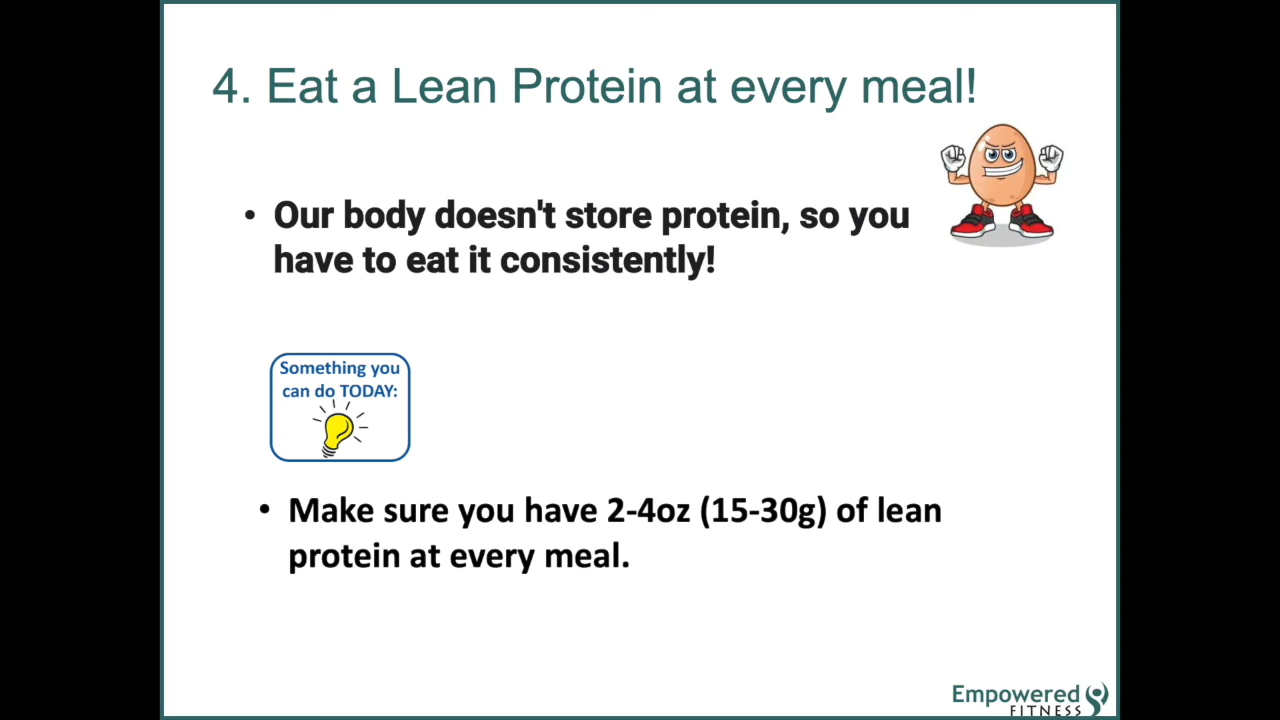 4. Eat a Lean Protein at every meal!
• Our body doesn't store protein, so you
have to eat it consistently!
Something you
can do TODAY:
• Make sure you have 2-4oz (15-30g) of lean
protein at every meal.
Empowered
FITNESS